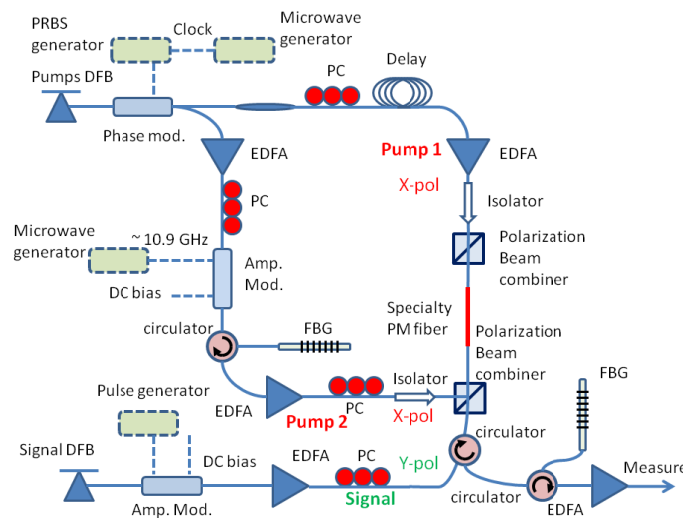 PRBS
generator
Clock
Microwave
generator
Pumps DFB
Phase mod.
PC
Delay
EDFA
Pump 1
X-pol
EDFA
Isolator
PC
Microwave
generator
~ 10.9 GHz
DC bias
Amp.
Mod.
Polarization
Beam
combiner
Specialty
PM fiber
circulator
FBG
Polarization
Beam
combiner
FBG
EDFA
PC
Isolator
Pump 2
X-pol
Pulse generator
Signal DFB
DC bias
Amp. Mod.
EDFA
PC
Signal
Y-pol
circulator
circulator
EDFA
Measure